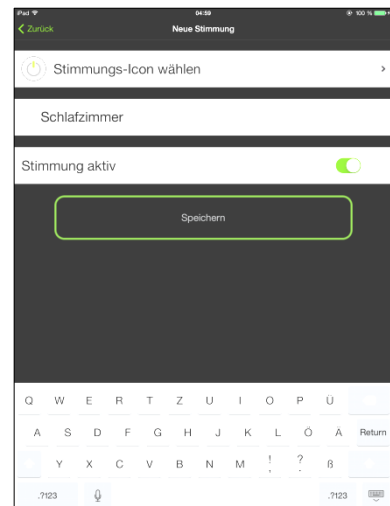 iPad 04:59 100 %
Zurück Neue Stimmung
Stimmungs-Icon wählen
Schlafzimmer
Stimmung aktiv
Speichern
Q W E R T Z U I O P Ü
A S D F G H J K L Ö Ä Return
Y X C V B N M ! , ? . ß
.?123 .?123